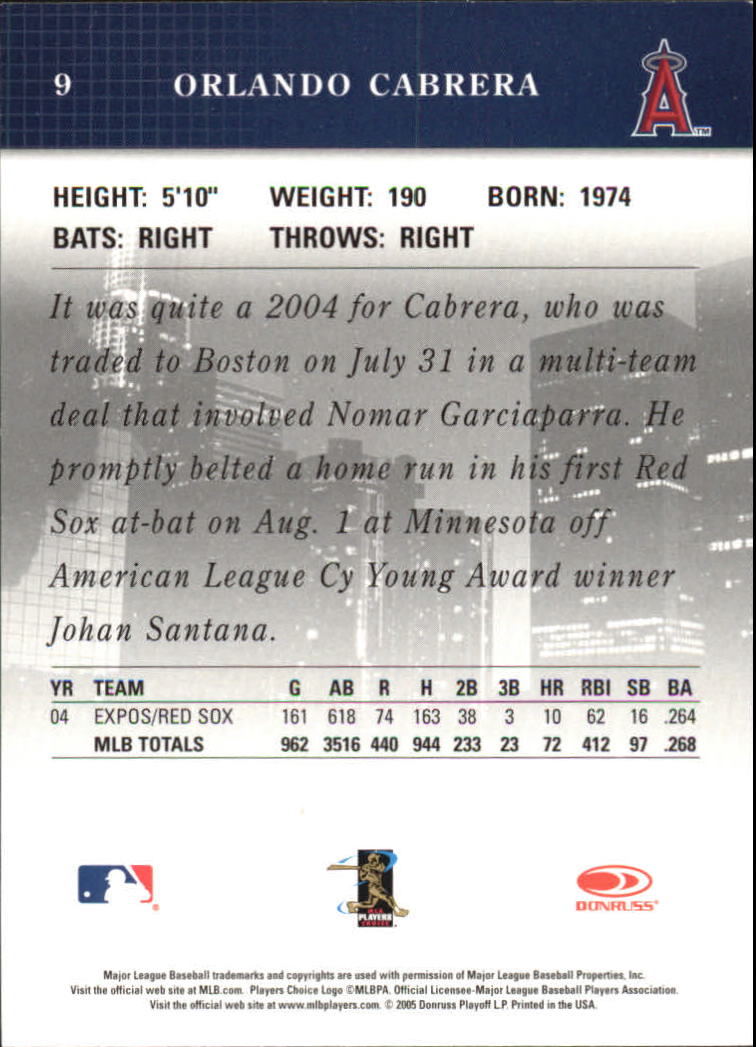 9 ORLANDO CABRERA
A TM
HEIGHT: 5'10" WEIGHT: 190 BORN: 1974
BATS: RIGHT THROWS: RIGHT
It was quite a 2004 for Cabrera, who was
traded to Boston on July 31 in a multi-team
deal that involved Nomar Garciaparra. He
promptly belted a home run in his first Red
Sox at-bat on Aug. 1 at Minnesota off
American League Cy Young Award winner
Johan Santana.
YR TEAM G AB R H 2B 3B HR RBI SB BA
04 EXPOS/RED SOX 161 618 74 163 38 3 10 62 16 .264
MLB TOTALS 962 3516 440 944 233 23 72 412 97 .268
MLB
PLAYERS
CHOICE
DONRUSS®
Major League Baseball trademarks and copyrights are used with permission of Major League Baseball Properties, Inc.
Visit the official web site at MLB.com. Players Choice Logo ©MLBPA. Official Licensee-Major League Baseball Players Association.
Visit the official web site at www.mlbplayers.com. © 2005 Donruss Playoff L.P. Printed in the USA.